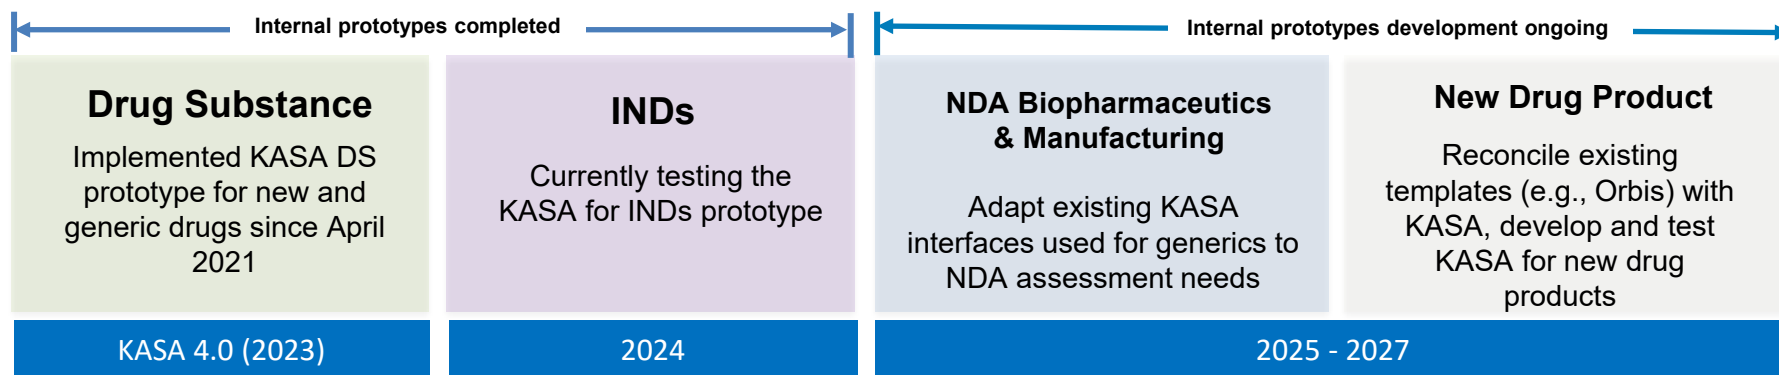 Internal prototypes completed
Internal prototypes development ongoing
Drug Substance
Implemented KASA DS
prototype for new and
generic drugs since April
2021
INDs
Currently testing the
KASA for INDs prototype
NDA Biopharmaceutics
& Manufacturing
Adapt existing KASA
interfaces used for generics to
NDA assessment needs
New Drug Product
Reconcile existing
templates (e.g., Orbis) with
KASA, develop and test
KASA for new drug
products
KASA 4.0 (2023)
2024
2025 - 2027